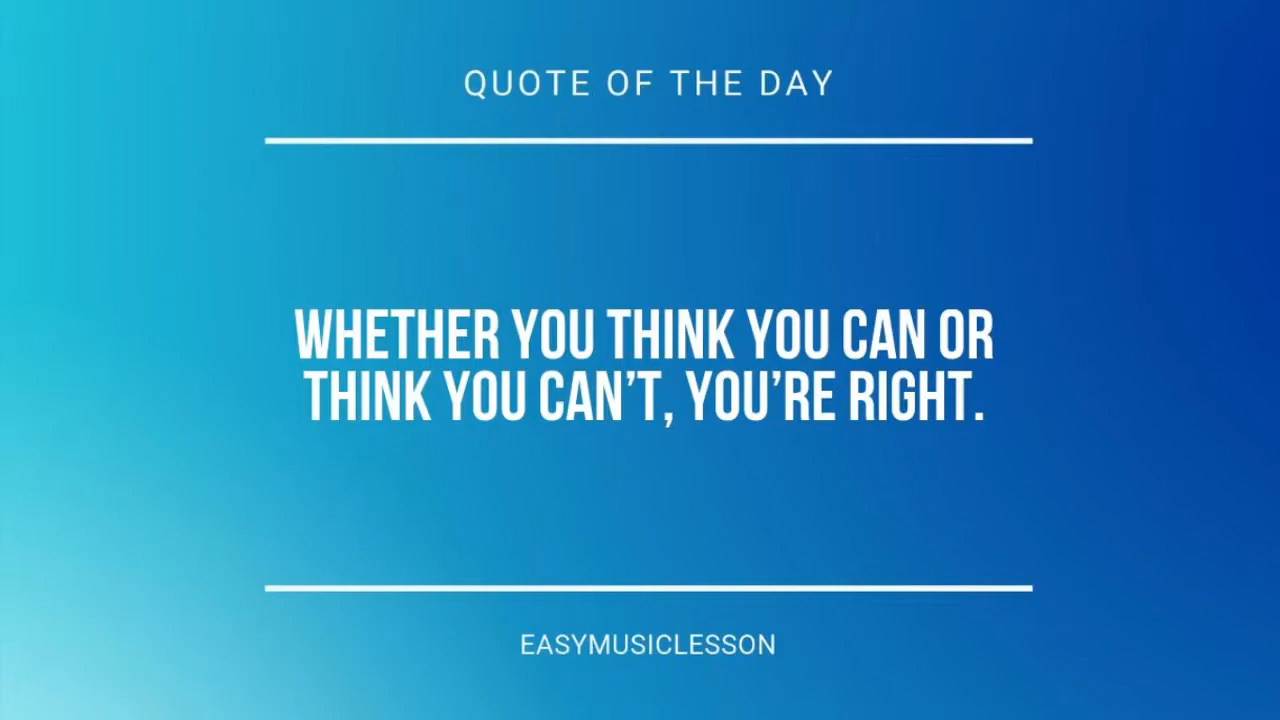 QUOTE OF THE DAY
WHETHER YOU THINK YOU CAN OR
THINK YOU CAN’T, YOU’RE RIGHT.
EASYMUSICLESSON